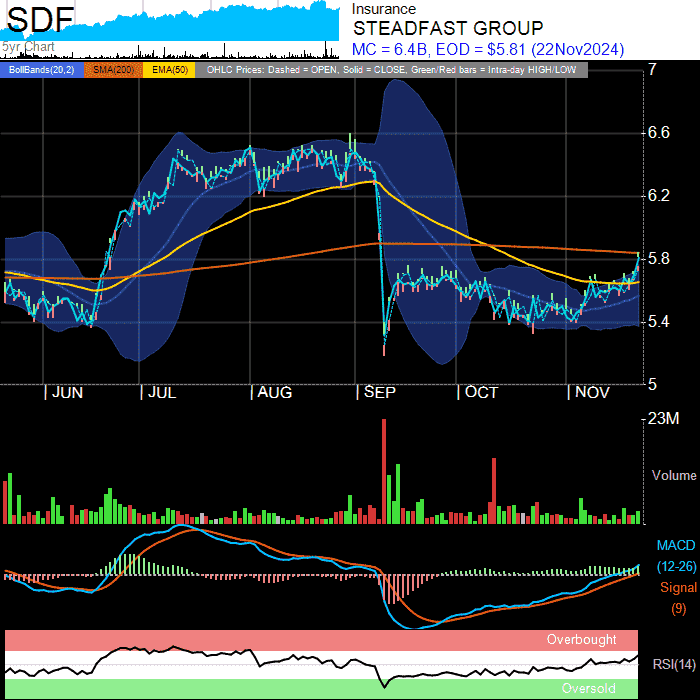 SDF
5yr Chart
Insurance
STEADFAST GROUP
MC = 6.4B, EOD = $5.81 (22Nov2024)
BollBands(20,2) SMA(200) EMA(50) OHLC Prices: Dashed = OPEN, Solid = CLOSE, Green/Red bars = Intra-day HIGH/LOW
7
6.6
6.2
5.8
5.4
5
| JUN | JUL | AUG | SEP | OCT | NOV
23M
Volume
MACD
(12-26)
Signal
(9)
Overbought
RSI(14)
Oversold